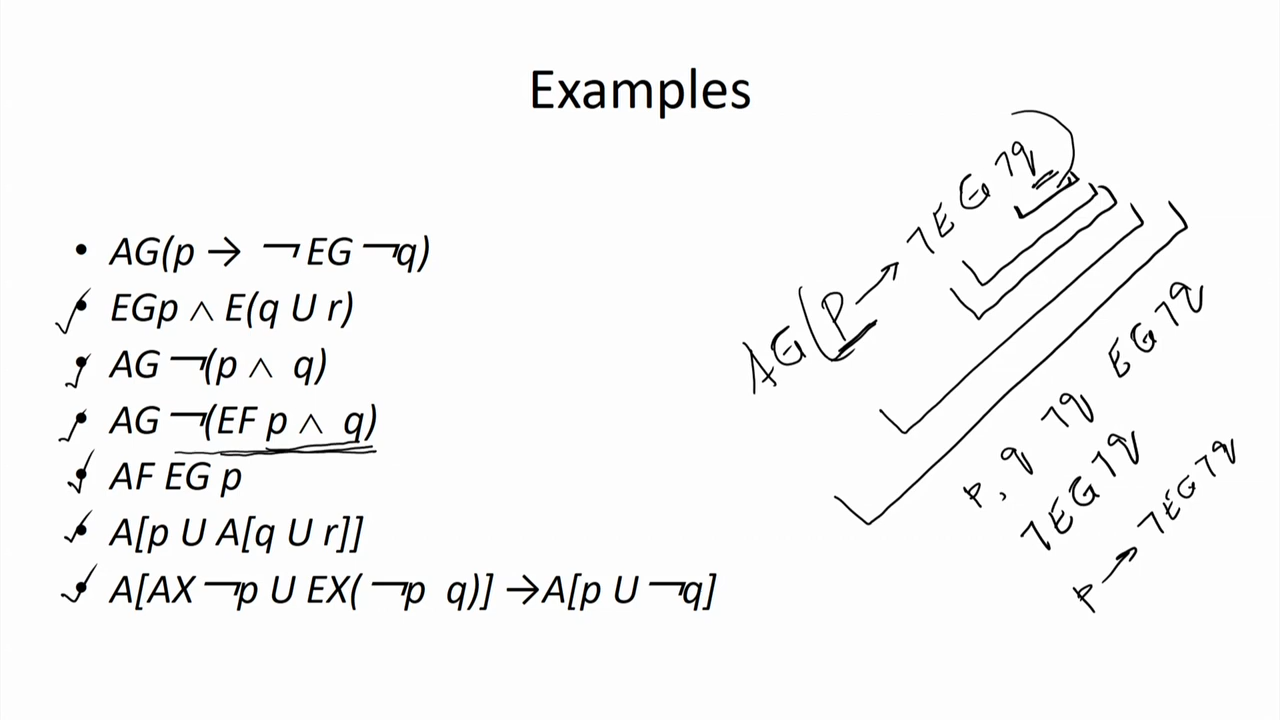 Examples
• AG(p → ¬ EG ¬q)
• EGp ∧ E(q U r)
• AG ¬(p ∧ q)
• AG ¬(EF p ∧ q)
• AF EG p
• A[p U A[q U r]]
• A[AX ¬p U EX( ¬p q)] →A[p U ¬q]
AG(P → ¬EG ¬q)
p, q ¬q EG ¬q
¬EG ¬q
p → ¬EG ¬q